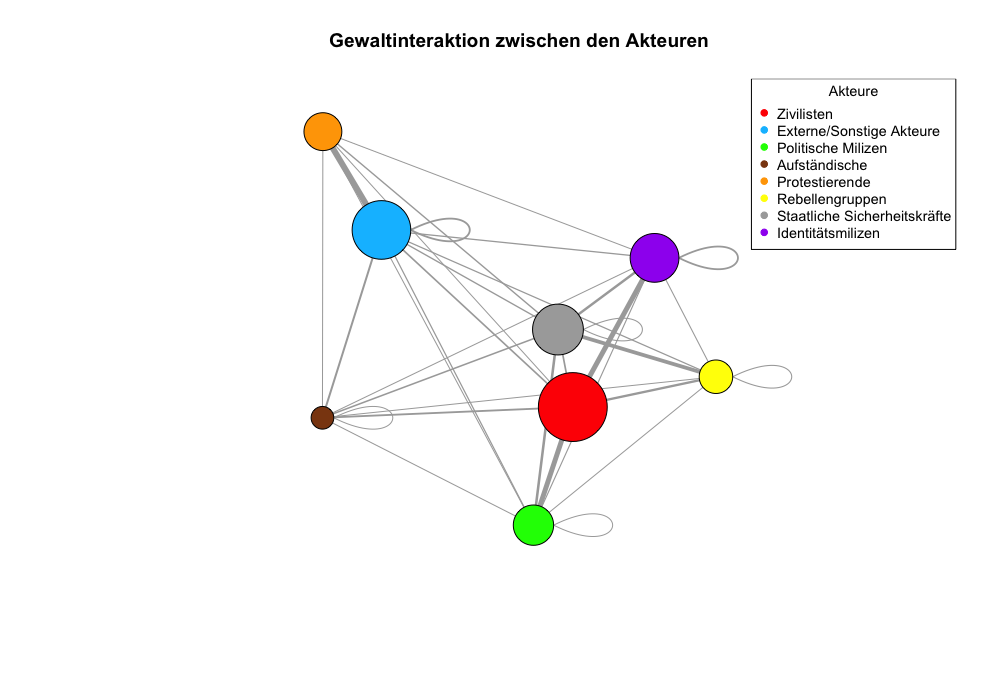 Gewaltinteraktion zwischen den Akteuren
Akteure
Zivilisten
Externe/Sonstige Akteure
Politische Milizen
Aufständische
Protestierende
Rebellengruppen
Staatliche Sicherheitskräfte
Identitätsmilizen